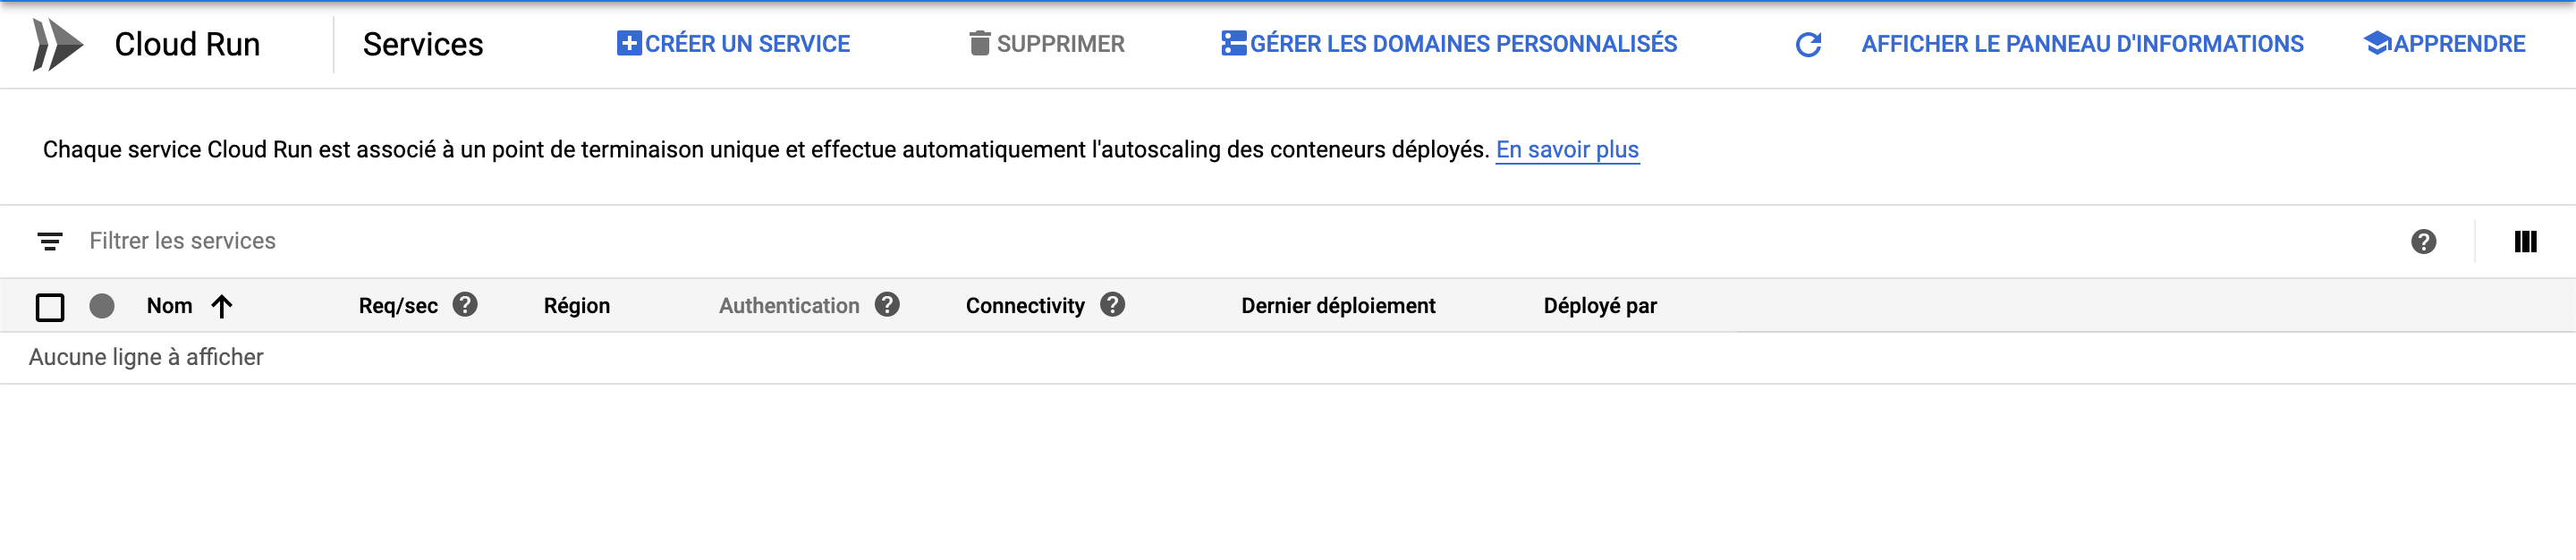 Cloud Run Services CRÉER UN SERVICE SUPPRIMER GÉRER LES DOMAINES PERSONNALISÉS AFFICHER LE PANNEAU D'INFORMATIONS APPRENDRE
Chaque service Cloud Run est associé à un point de terminaison unique et effectue automatiquement l'autoscaling des conteneurs déployés. En savoir plus
Filtrer les services
Nom Req/sec Région Authentication Connectivity Dernier déploiement Déployé par
Aucune ligne à afficher